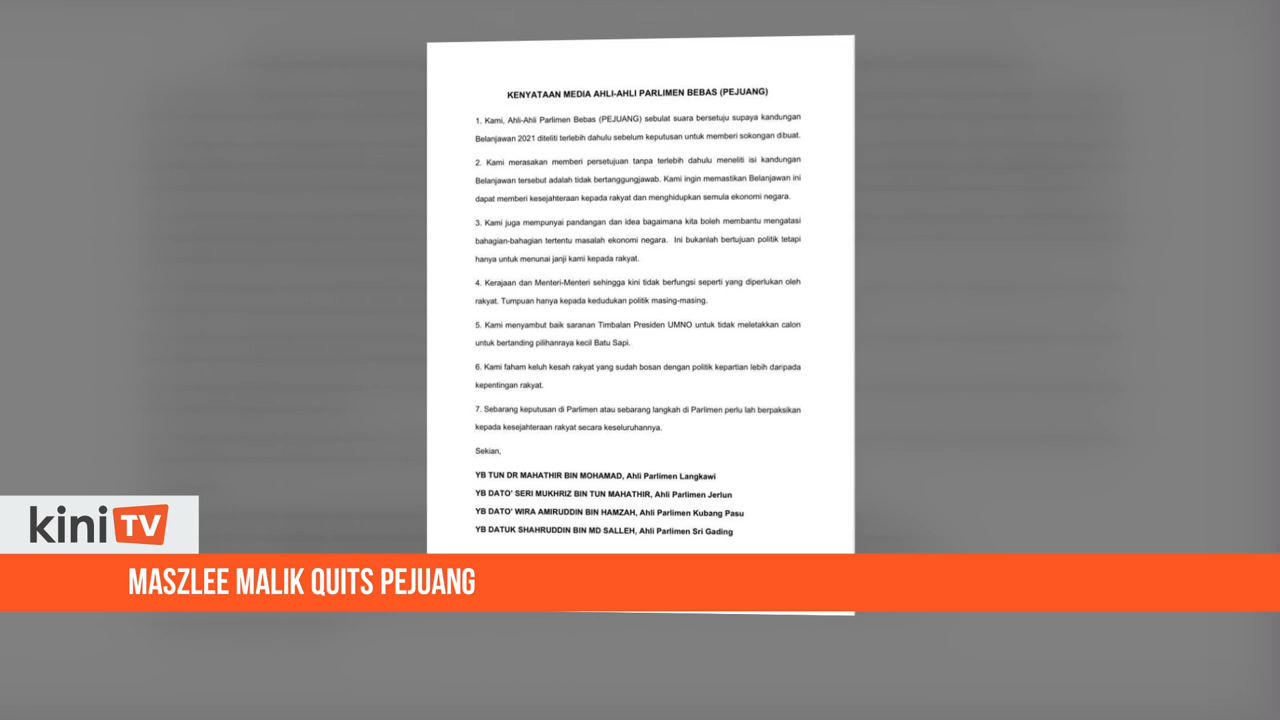 KENYATAAN MEDIA AHLI-AHLI PARLIMEN BEBAS (PEJUANG)
1. Kami, Ahli-Ahli Parlimen Bebas (PEJUANG) sebulat suara bersetuju supaya kandungan
Belanjawan 2021 diteliti terlebih dahulu sebelum keputusan untuk memberi sokongan dibuat.
2. Kami merasakan memberi persetujuan tanpa terlebih dahulu meneliti isi kandungan
Belanjawan tersebut adalah tidak bertanggungjawab. Kami ingin memastikan Belanjawan ini
dapat memberi kesejahteraan kepada rakyat dan menghidupkan semula ekonomi negara.
3. Kami juga mempunyai pandangan dan idea bagaimana kita boleh membantu mengatasi
bahagian-bahagian tertentu masalah ekonomi negara. Ini bukanlah bertujuan politik tetapi
hanya untuk menunai janji kami kepada rakyat.
4. Kerajaan dan Menteri-Menteri sehingga kini tidak berfungsi seperti yang diperlukan oleh
rakyat. Tumpuan hanya kepada kedudukan politik masing-masing.
5. Kami menyambut baik saranan Timbalan Presiden UMNO untuk tidak meletakkan calon
untuk bertanding pilihanraya kecil Batu Sapi.
6. Kami faham keluh kesah rakyat yang sudah bosan dengan politik kepartian lebih daripada
kepentingan rakyat.
7. Sebarang keputusan di Parlimen atau sebarang langkah di Parlimen perlu lah berpaksikan
kepada kesejahteraan rakyat secara keseluruhannya.
Sekian,
YB TUN DR MAHATHIR BIN MOHAMAD, Ahli Parlimen Langkawi
YB DATO' SERI MUKHRIZ BIN TUN MAHATHIR, Ahli Parlimen Jerlun
YB DATO' WIRA AMIRUDDIN BIN HAMZAH, Ahli Parlimen Kubang Pasu
YB DATUK SHAHRUDDIN BIN MD SALLEH, Ahli Parlimen Sri Gading
kini TV
MASZLEE MALIK QUITS PEJUANG